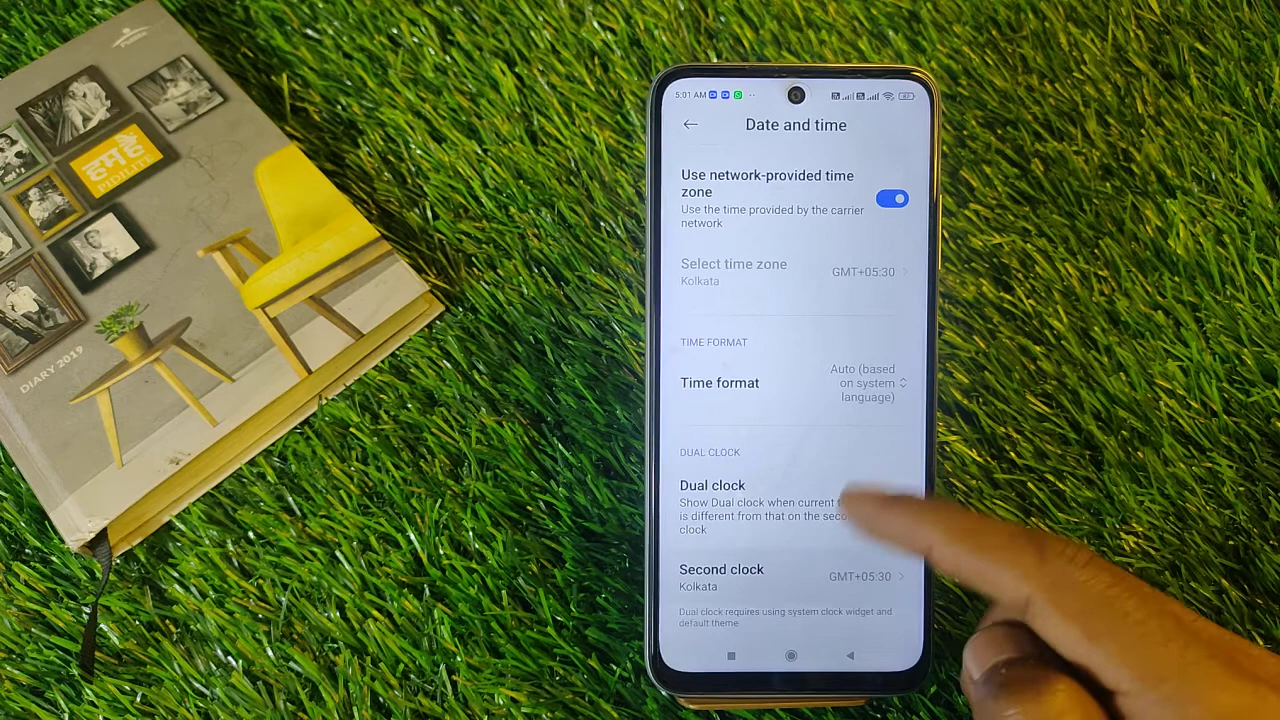 Pidilite
हम हैं
PIDILITE
DIARY 2019
5:01 AM
Date and time
Use network-provided time
zone
Use the time provided by the carrier
network
Select time zone
GMT+05:30
Kolkata
TIME FORMAT
Time format
Auto (based
on system
language)
DUAL CLOCK
Dual clock
Show Dual clock when current
is different from that on the
clock
Second clock
GMT+05:30
Kolkata
Dual clock requires using system clock widget and
default theme